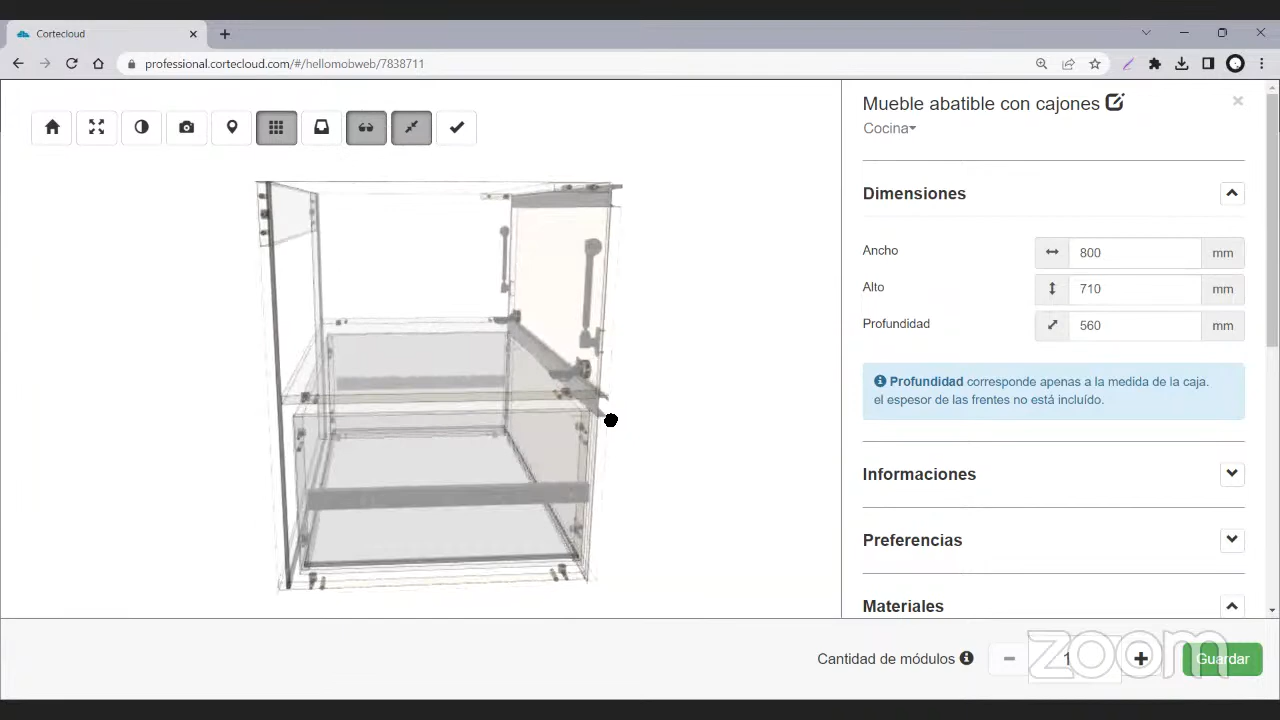 Cortecloud
professional.cortecloud.com/#/hellomobweb/7838711
Mueble abatible con cajones
Cocina
Dimensiones
Ancho 800 mm
Alto 710 mm
Profundidad 560 mm
Profundidad corresponde apenas a la medida de la caja.
el espesor de las frentes no está incluído.
Informaciones
Preferencias
Materiales
Cantidad de módulos 1 Guardar
zoom